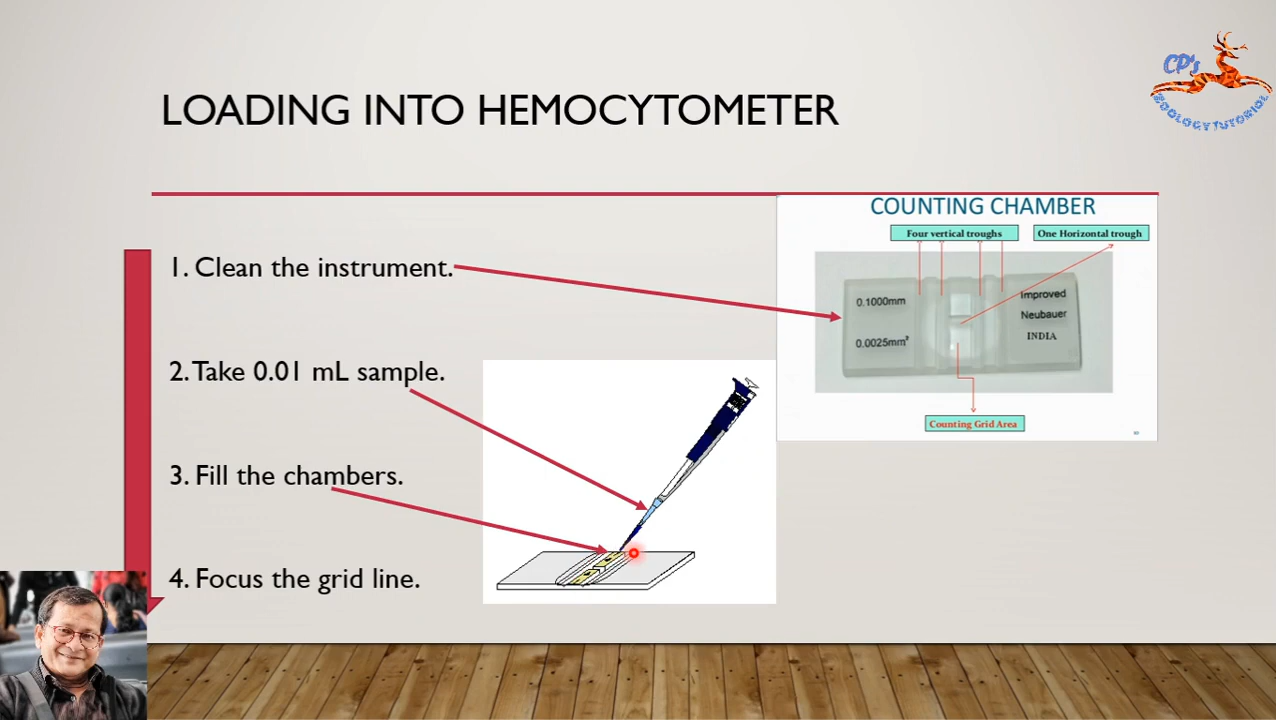 CP's
ZOOLOGY TUTORIAL
LOADING INTO HEMOCYTOMETER
COUNTING CHAMBER
Four vertical troughs
One Horizontal trough
1. Clean the instrument.
0.1000mm
0.0025mm²
Improved
Neubauer
INDIA
2. Take 0.01 mL sample.
Counting Grid Area
3. Fill the chambers.
4. Focus the grid line.